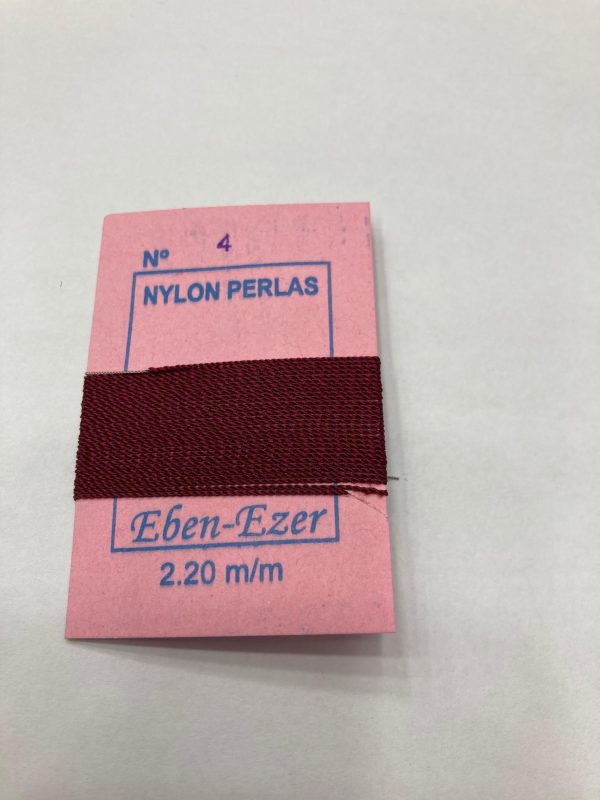 Nº 4
NYLON PERLAS
Eben-Ezer
2.20 m/m